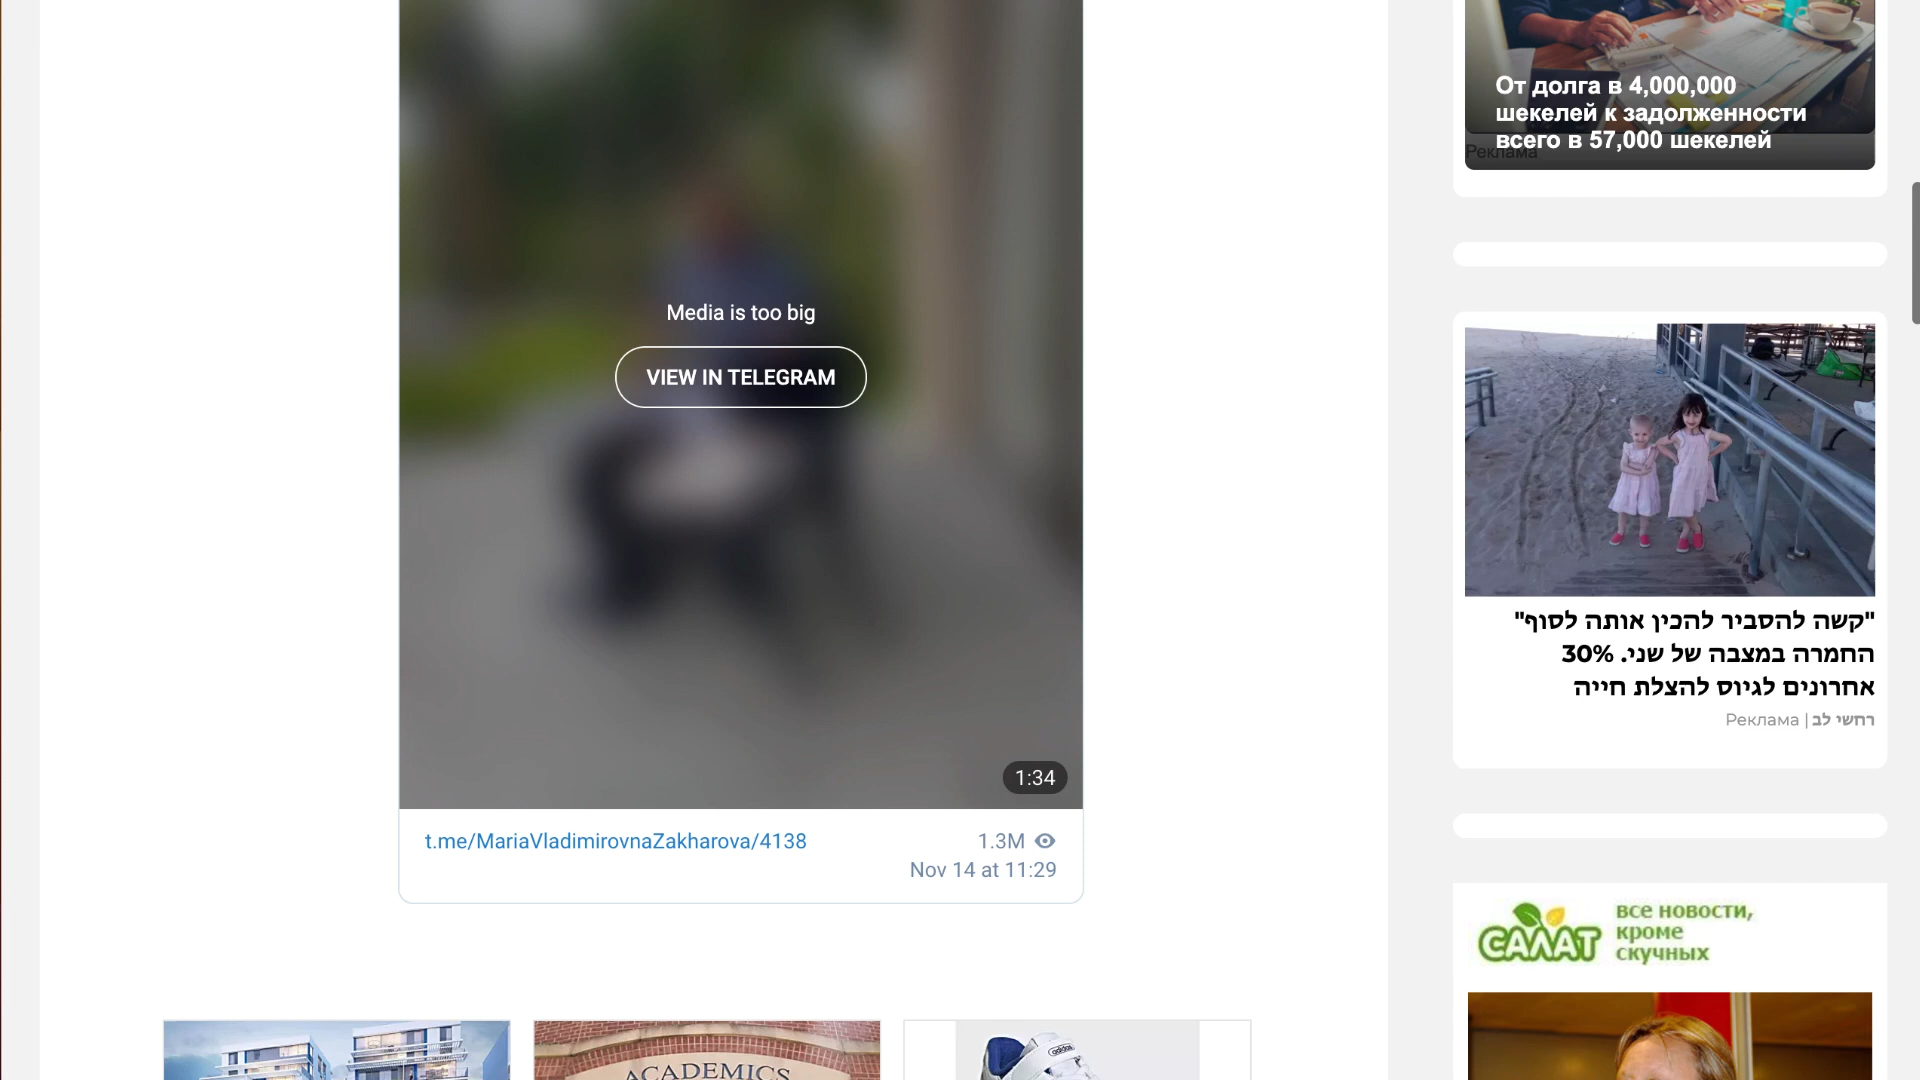 Media is too big
VIEW IN TELEGRAM
1:34
t.me/MariaVladimirovnaZakharova/4138
1.3M
Nov 14 at 11:29
ACADEMICS
adidas
От долга в 4,000,000
шекелей к задолженности
всего в 57,000 шекелей
Реклама
"קשה להסביר להכין אותה לסוף"
החמרה במצבה של שני. 30%
אחרונים לגיוס להצלת חייה
רחשי לב | Реклама
САЛАТ
все новости,
кроме
скучных